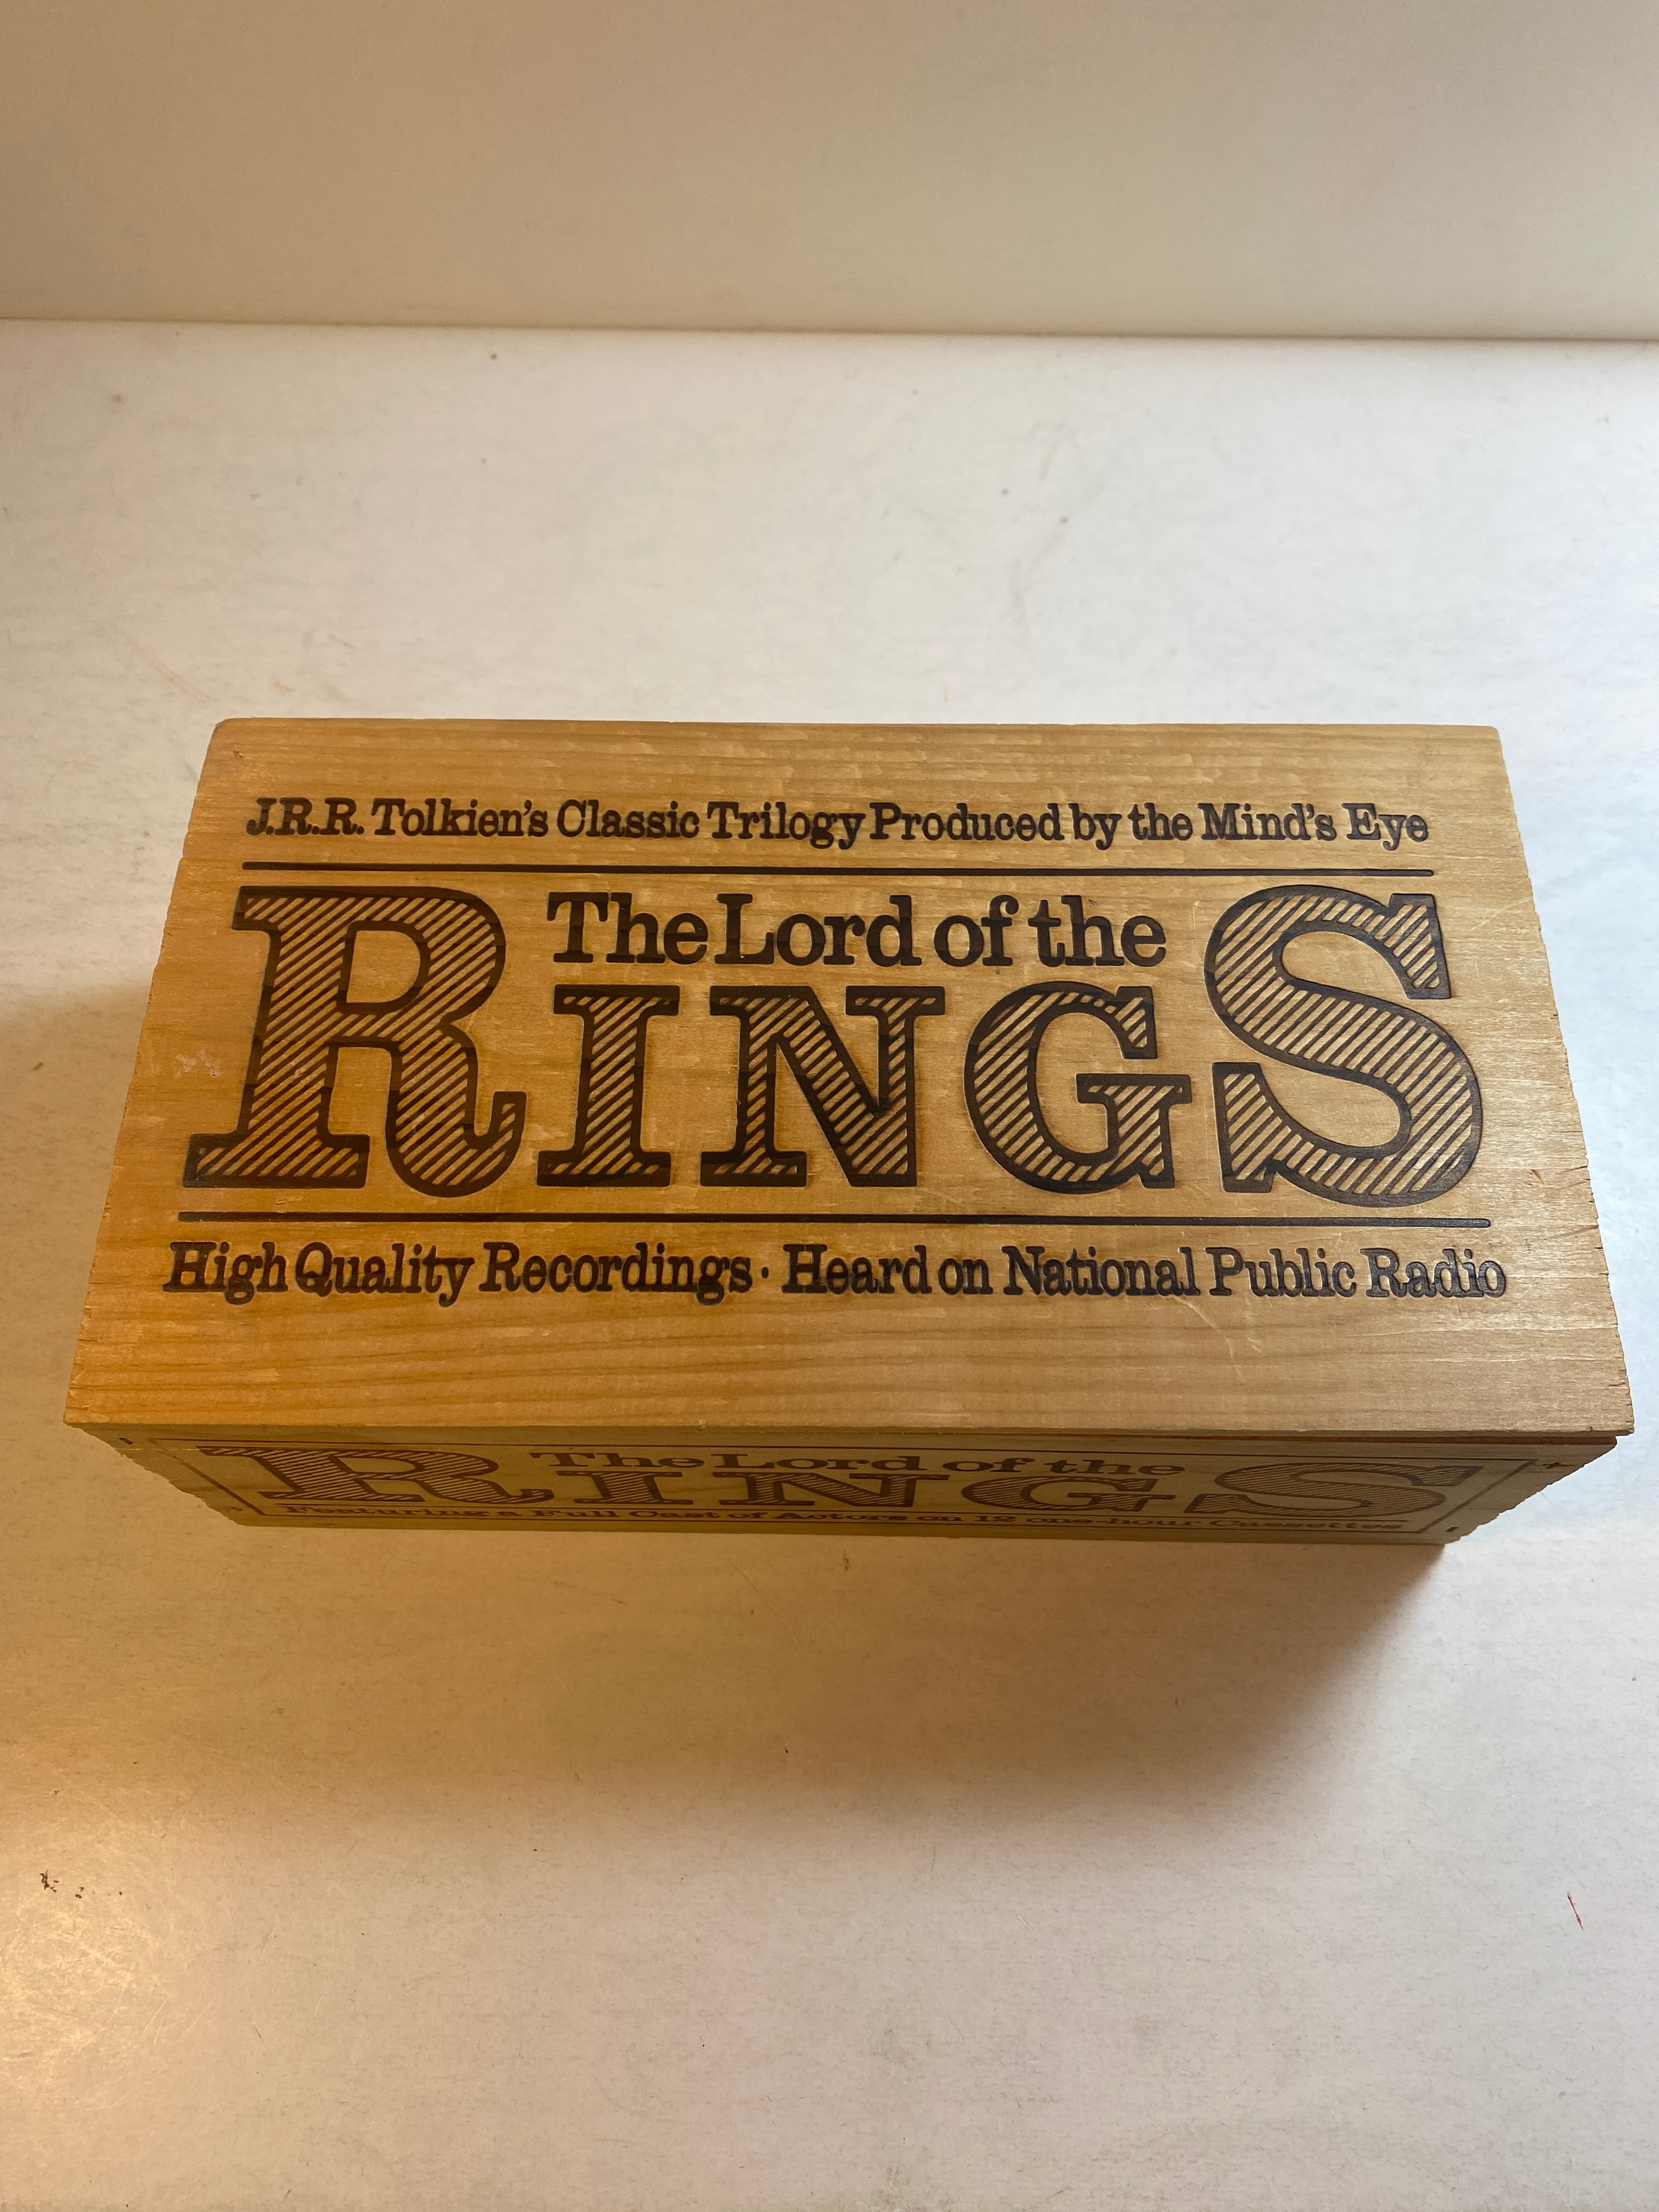 J.R.R. Tolkien's Classic Trilogy Produced by the Mind's Eye
The Lord of the
RINGS
High Quality Recordings · Heard on National Public Radio
The Lord of the
RINGS
Featuring a Full Cast of Actors on 12 one-hour Cassettes